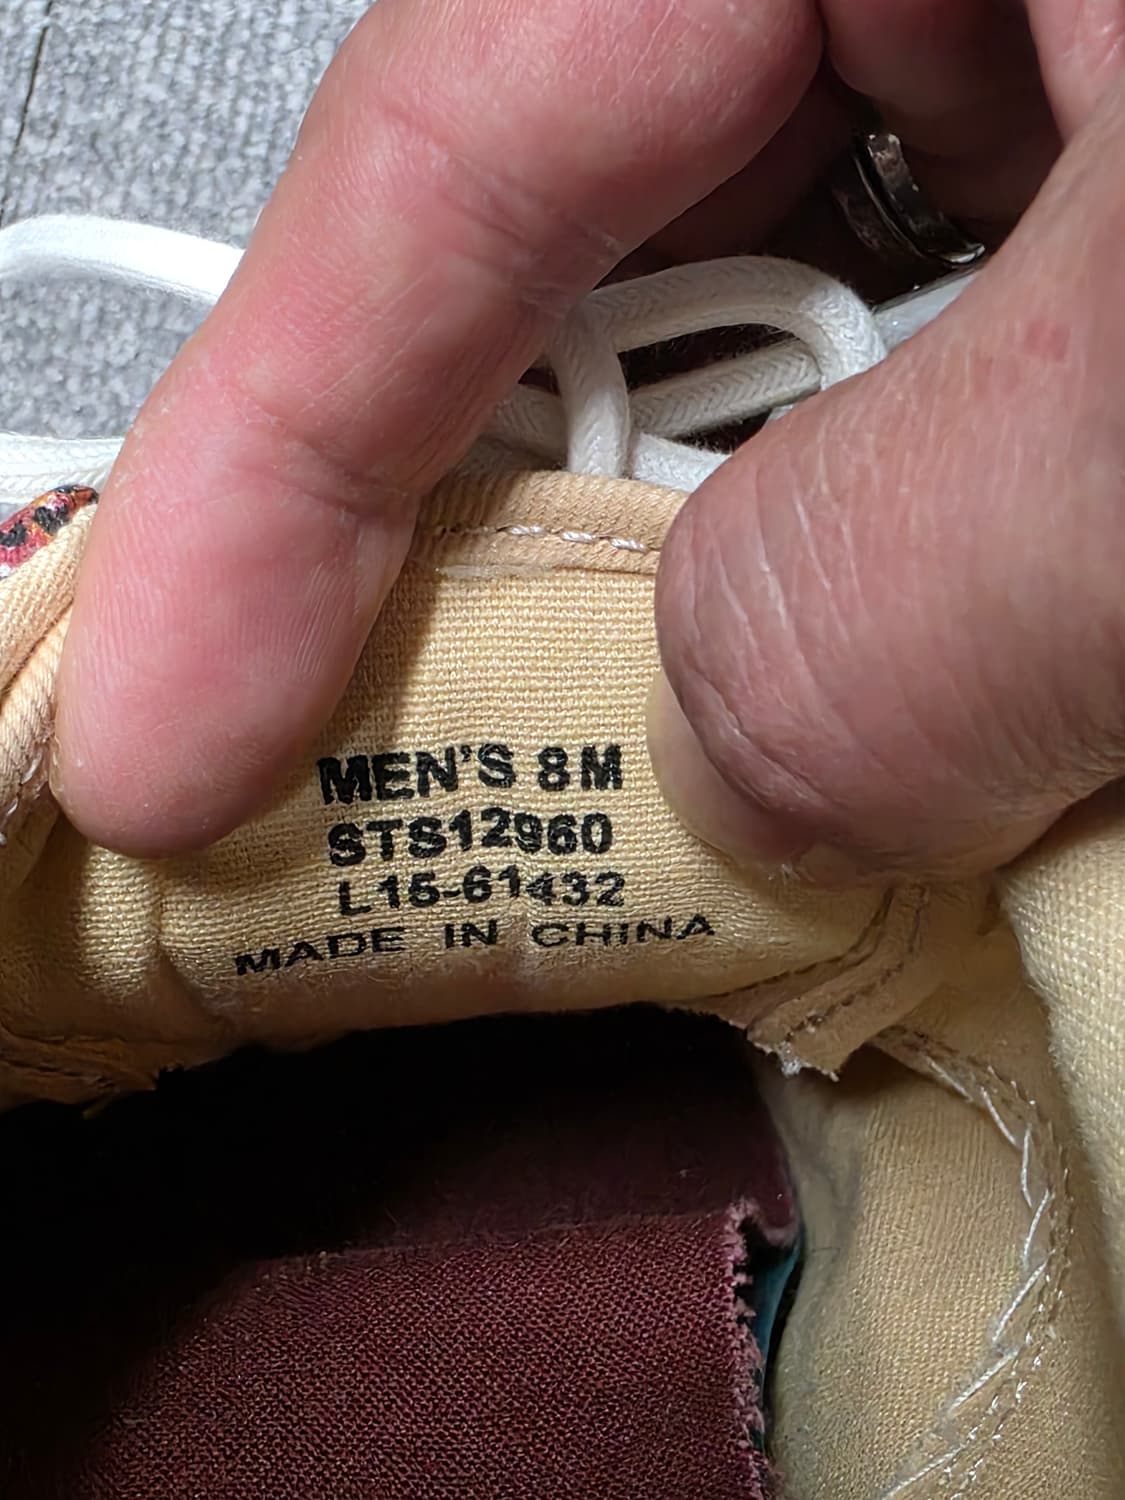 MEN'S 8M
STS12960
L15-61432
MADE IN CHINA